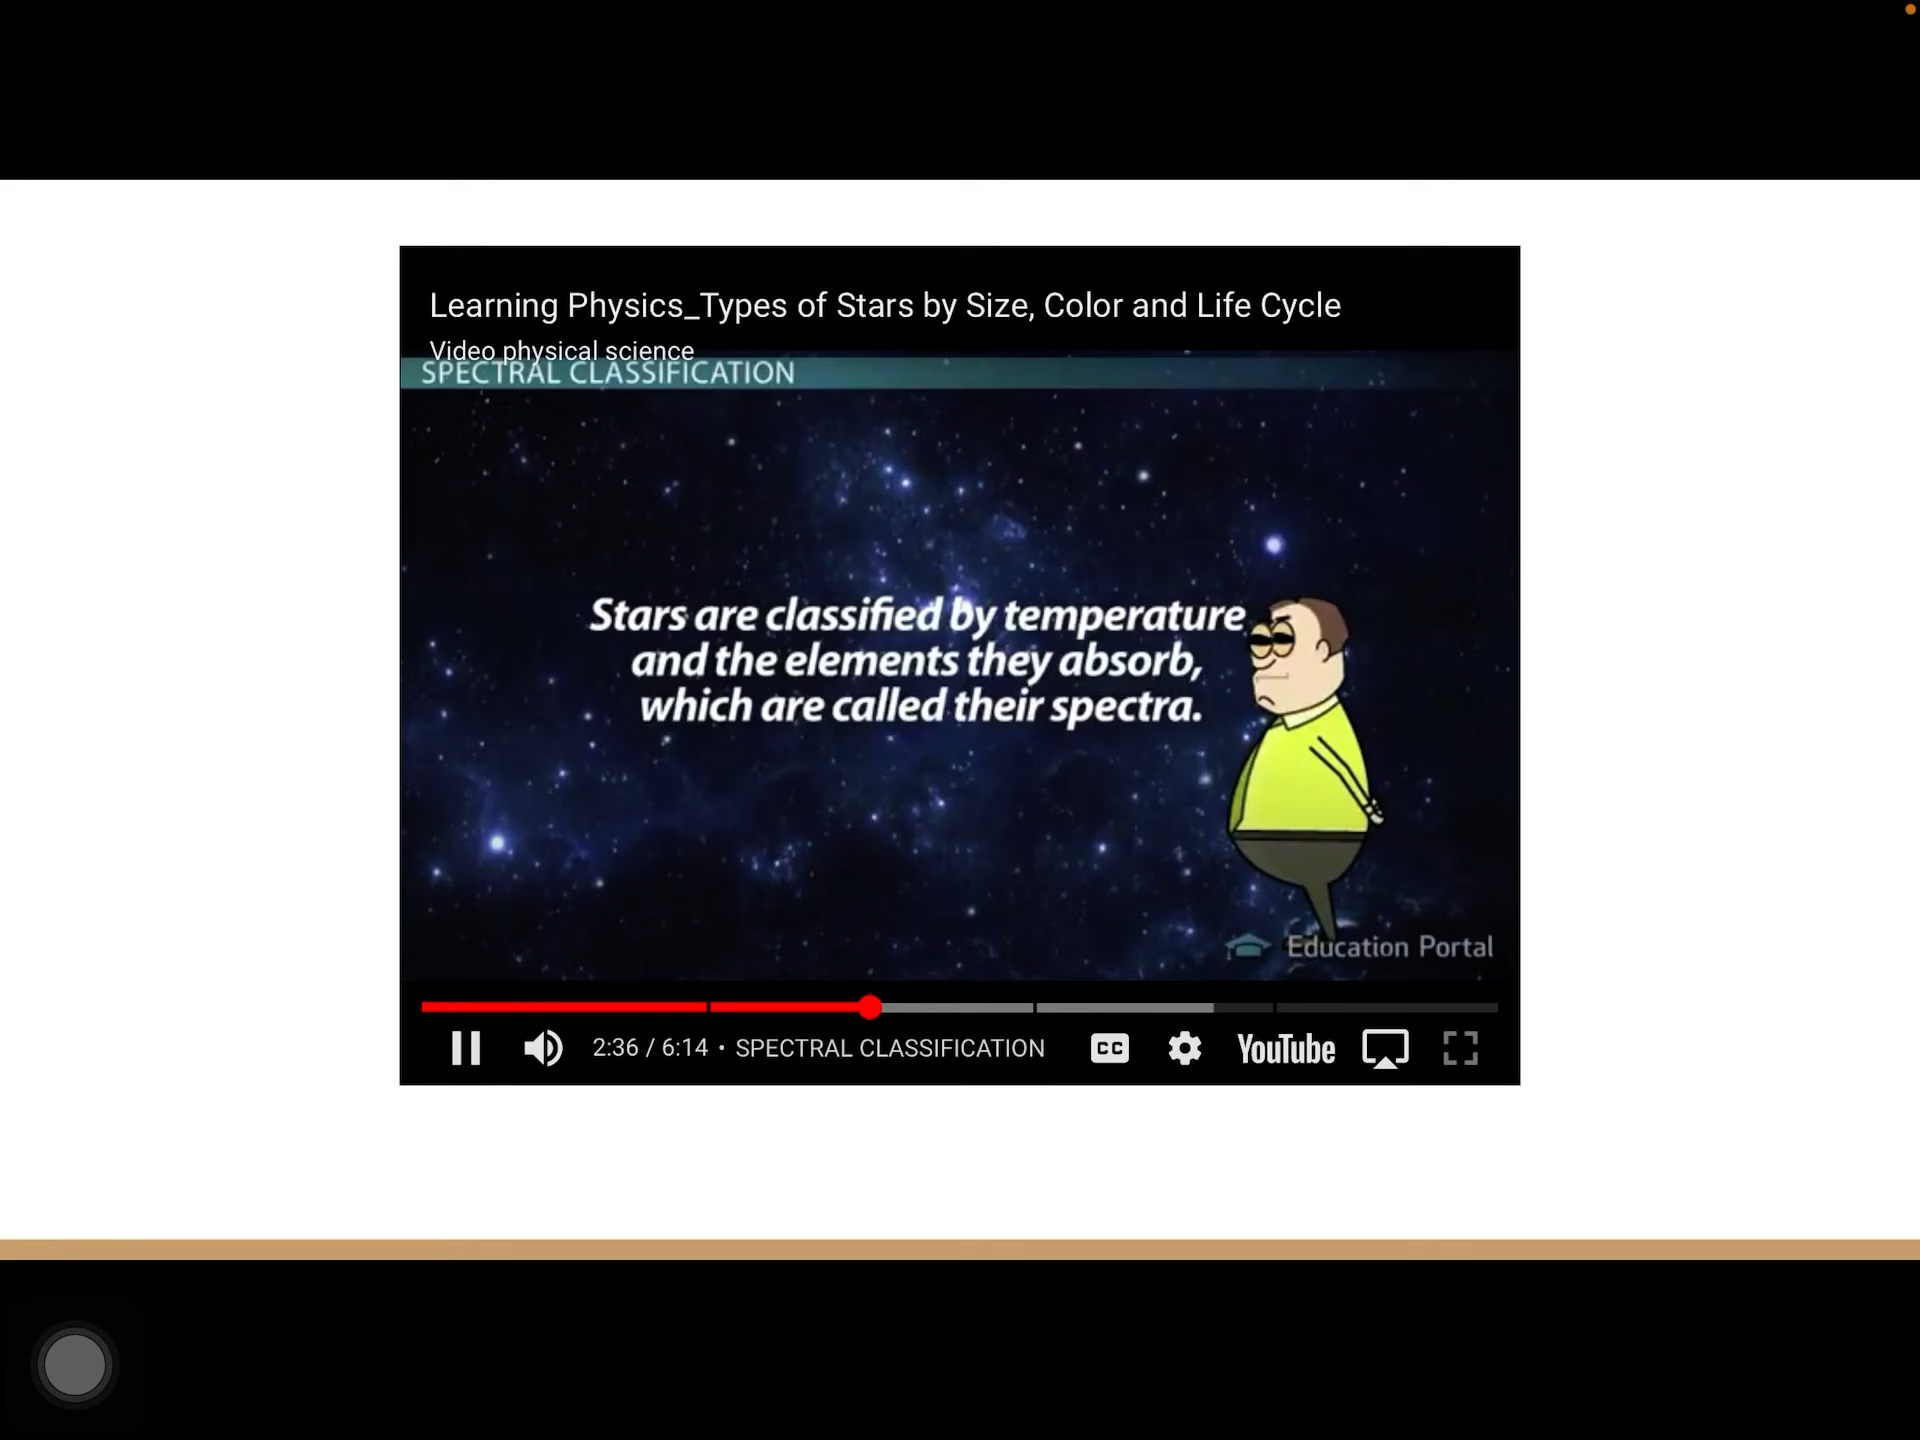 Learning Physics_Types of Stars by Size, Color and Life Cycle
Video physical science
SPECTRAL CLASSIFICATION
Stars are classified by temperature
and the elements they absorb,
which are called their spectra.
Education Portal
2:36 / 6:14 • SPECTRAL CLASSIFICATION
CC
YouTube